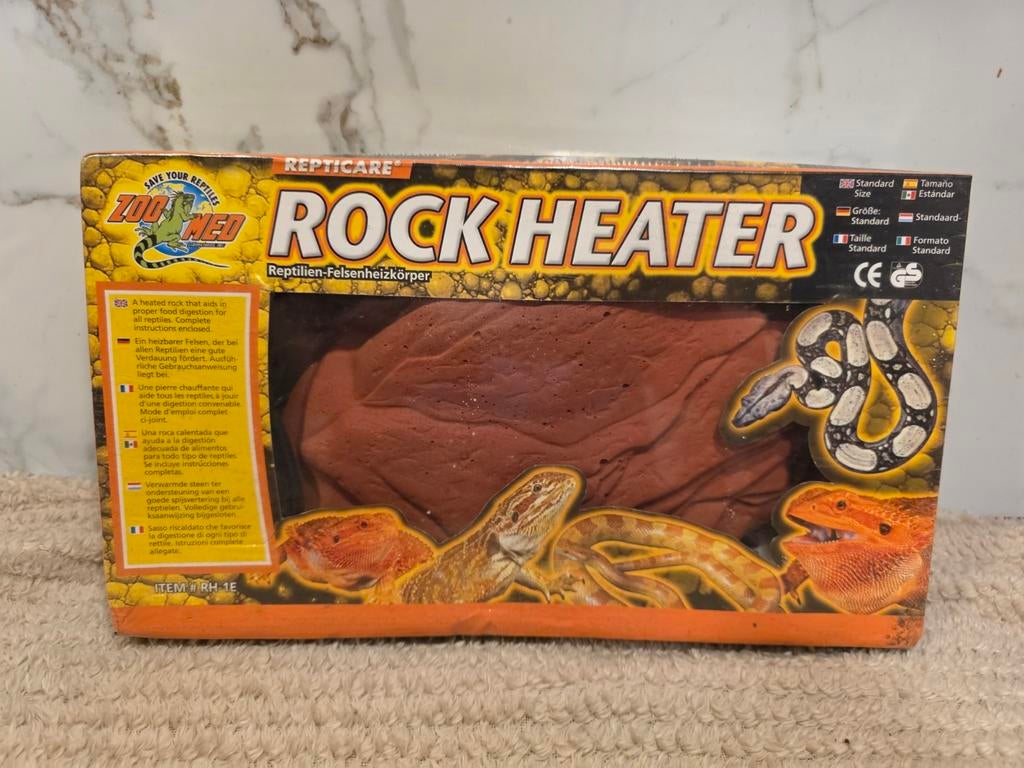 REPTICARE®
SAVE YOUR REPTILES
ZOO MED
ROCK HEATER
Reptilien-Felsenheizkörper
Standard
Size
Tamaño
Estándar
Größe:
Standard
Standaard-
Taille
Standard
Formato
Standard
CE GS
A heated rock that aids in
proper food digestion for
all reptiles. Complete
instructions enclosed.
Ein heizbarer Felsen, der bei
allen Reptilien eine gute
Verdauung fördert. Ausführ-
liche Gebrauchsanweisung
liegt bei.
Une pierre chauffante qui
aide tous les reptiles à jouir
d'une digestion convenable.
Mode d'emploi complet
ci-joint.
Una roca calentada que
ayuda a la digestión
adecuada de alimentos
para todo tipo de reptiles.
Se incluye instrucciones
completas.
Verwarmde steen ter
ondersteuning van een
goede spijsvertering bij alle
reptielen. Volledige gebrui-
ksaanwijzing bijgesloten.
Sasso riscaldato che favorisce
la digestione di ogni tipo di
rettile. Istruzioni complete
allegate.
ITEM # RH-1E